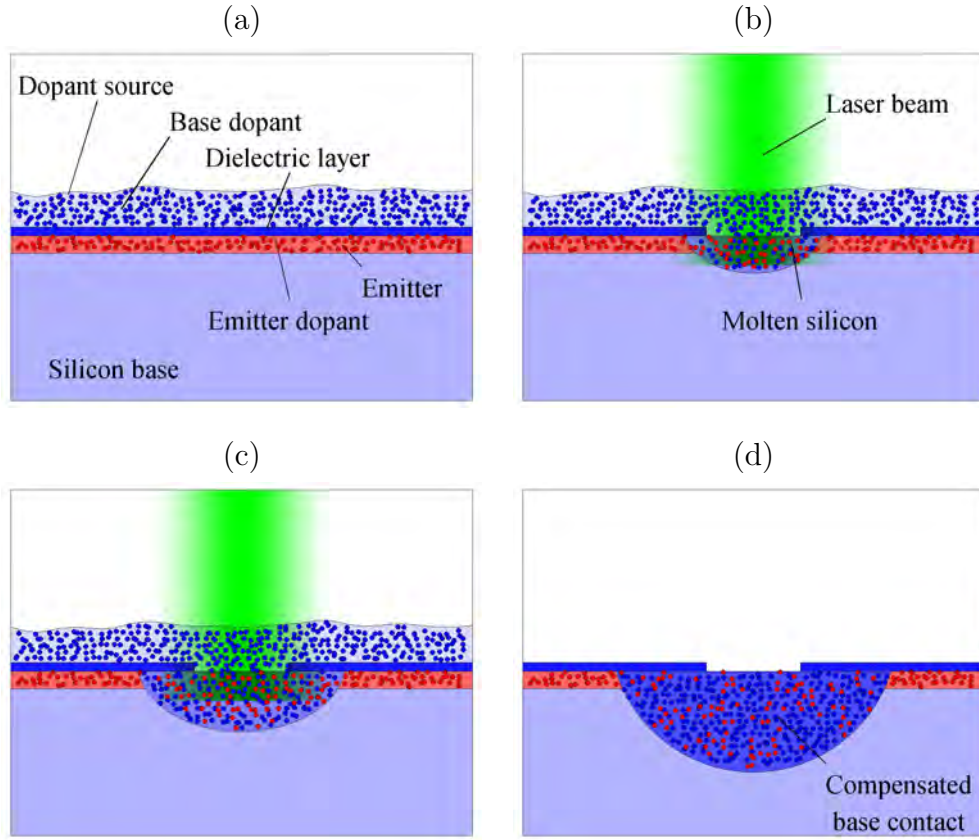 (a)
(b)
Dopant source
Base dopant
Dielectric layer
Emitter
Emitter dopant
Silicon base
Laser beam
Molten silicon
(c)
(d)
Compensated
base contact